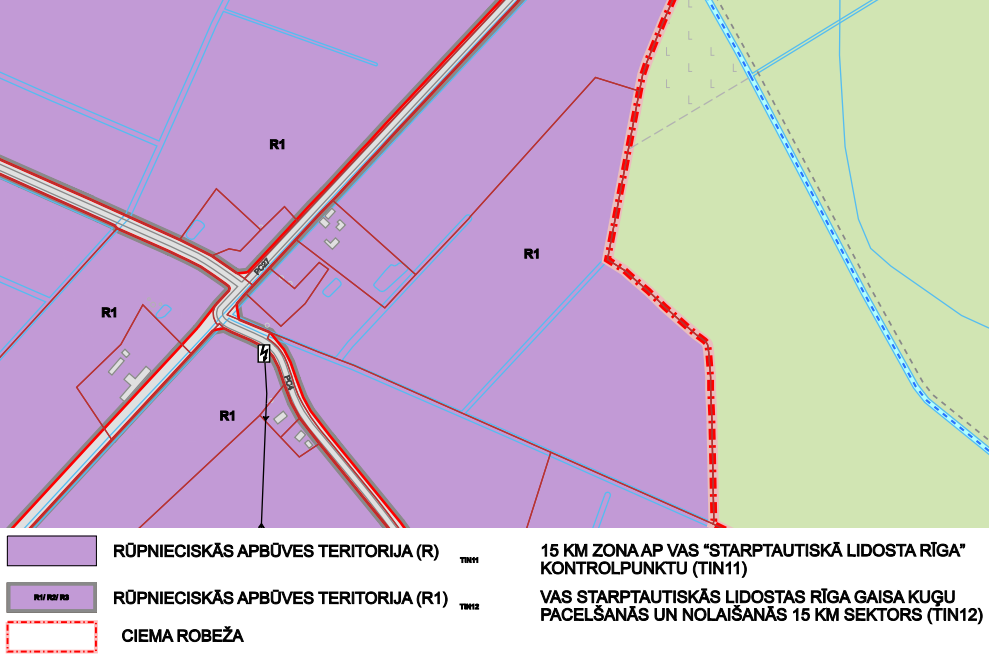 R1
R1
PO27
R1
PO4
R1
RŪPNIECISKĀS APBŪVES TERITORIJA (R)
TIN11
15 KM ZONA AP VAS “STARPTAUTISKĀ LIDOSTA RĪGA”
KONTROLPUNKTU (TIN11)
R1/ R2/ R3
RŪPNIECISKĀS APBŪVES TERITORIJA (R1)
TIN12
VAS STARPTAUTISKĀS LIDOSTAS RĪGA GAISA KUĢU
PACELŠANĀS UN NOLAIŠANĀS 15 KM SEKTORS (TIN12)
CIEMA ROBEŽA